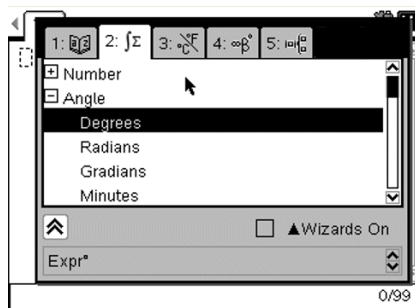 1: 2: ∫Σ 3: °C°F 4: ∞β° 5:
Number
Angle
Degrees
Radians
Gradians
Minutes
▲Wizards On
Expr°
0/99